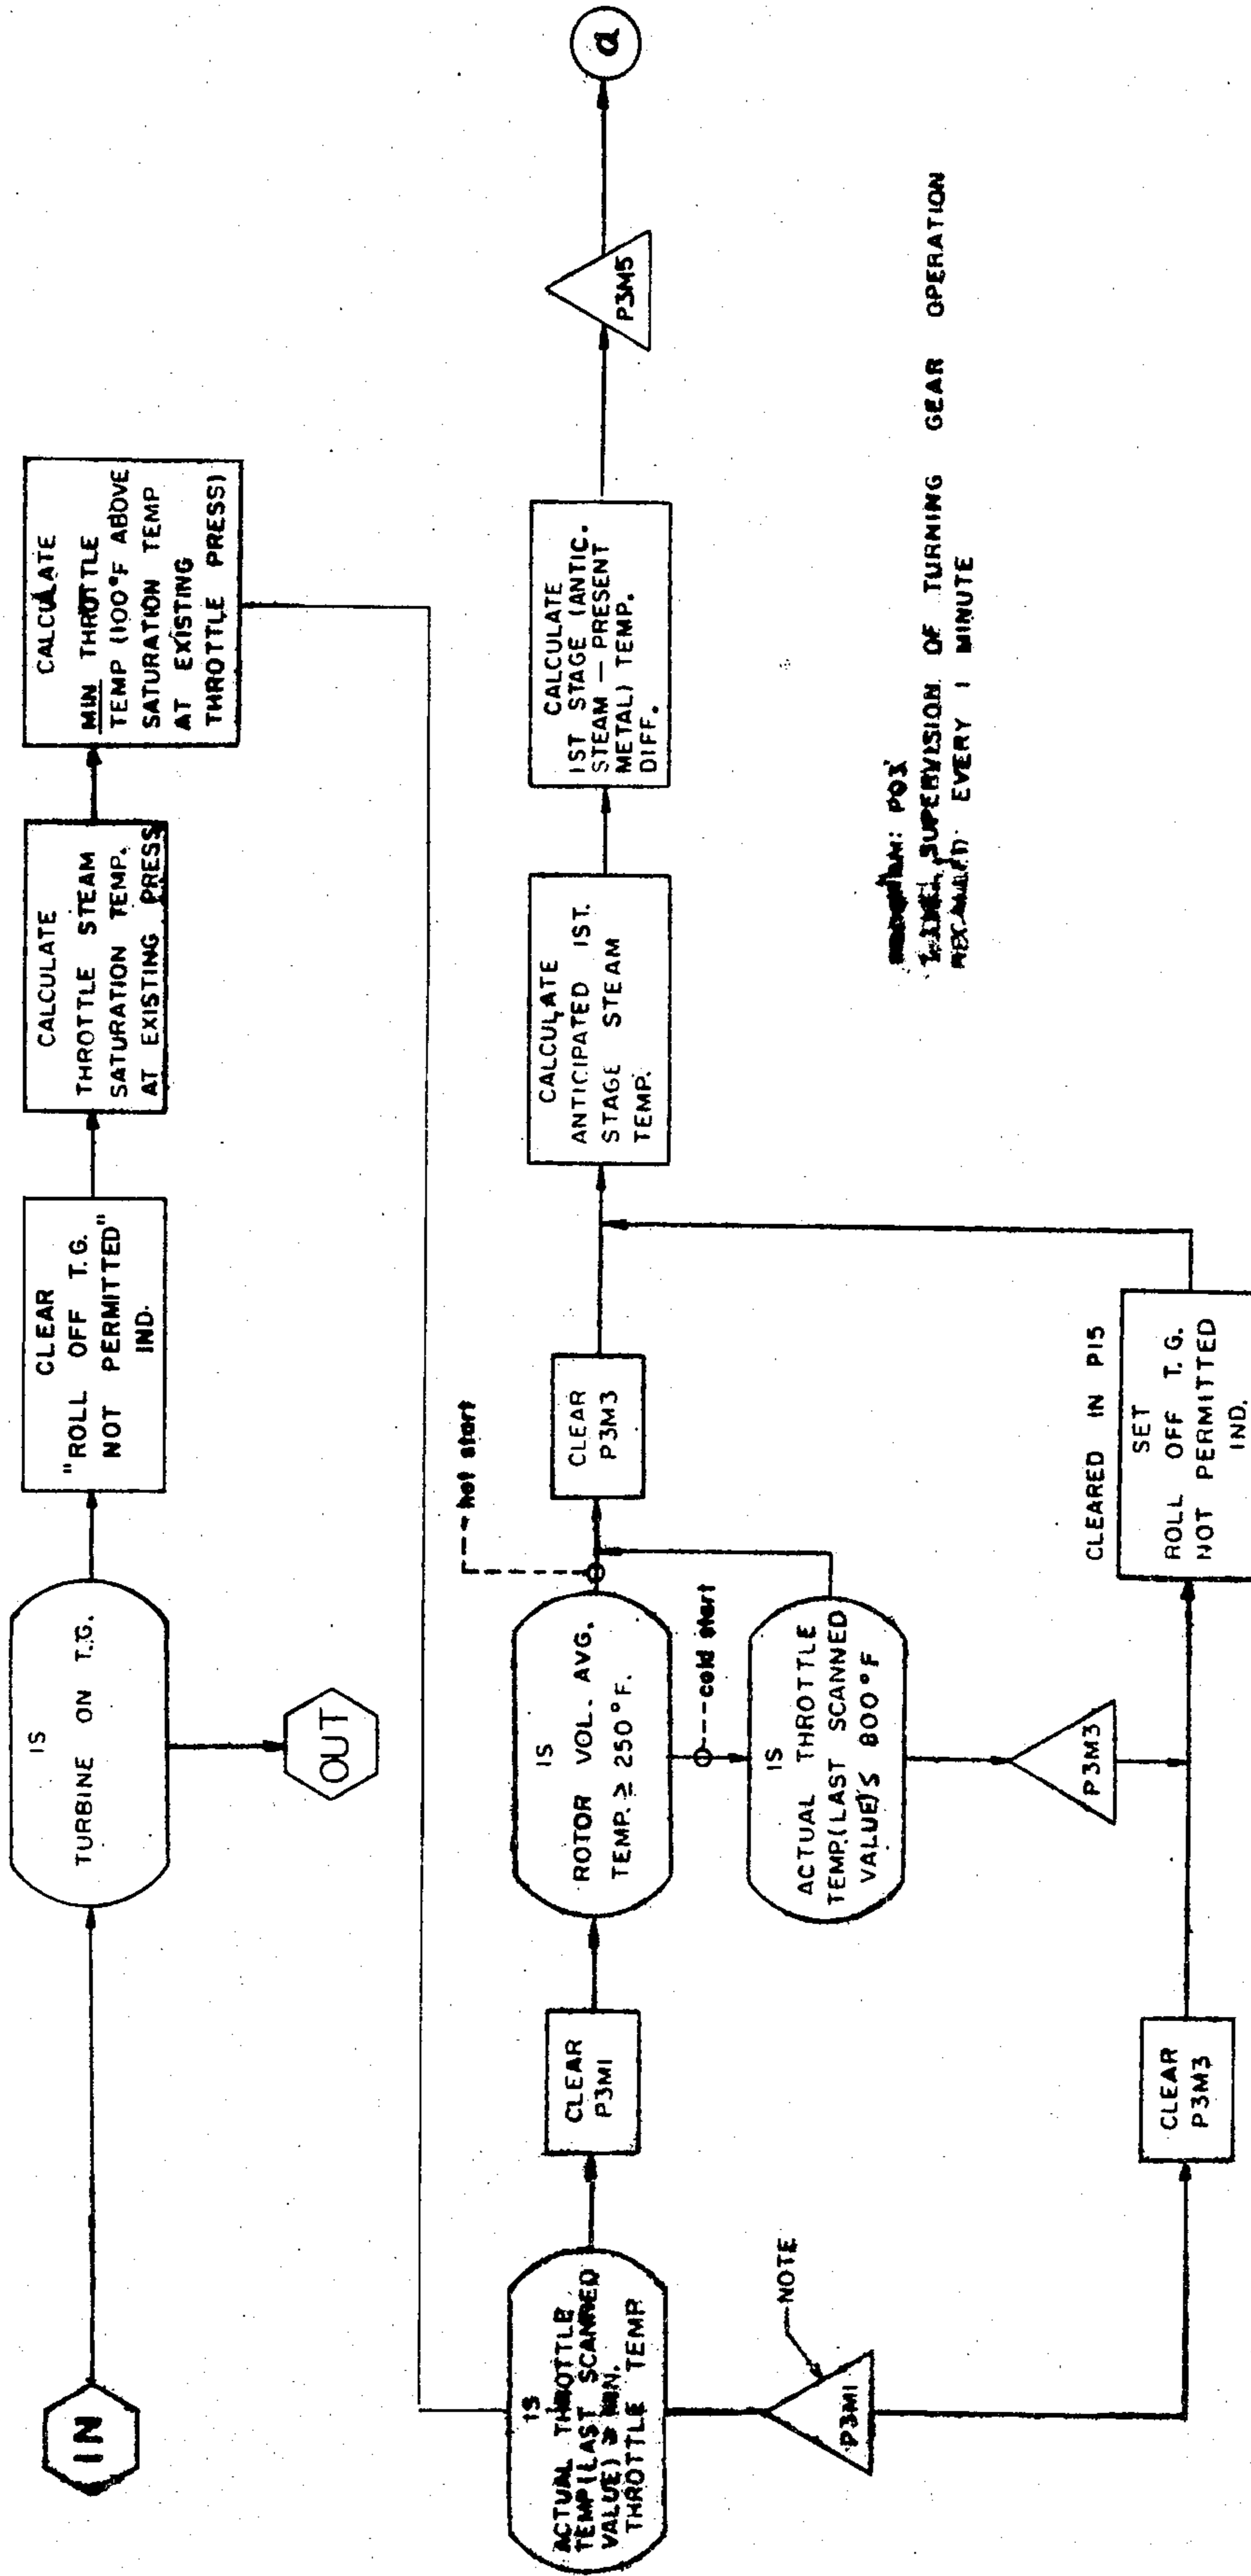 IN
IS
TURBINE ON T.G.
OUT
CLEAR
"ROLL OFF T.G.
NOT PERMITTED"
IND.
CALCULATE
THROTTLE STEAM
SATURATION TEMP.
AT EXISTING PRESS
CALCULATE
MIN THROTTLE
TEMP (100°F ABOVE
SATURATION TEMP
AT EXISTING
THROTTLE PRESS)
IS
ACTUAL THROTTLE
TEMP(LAST SCANNED
VALUE) ≥ MIN.
THROTTLE TEMP
CLEAR
P3M1
IS
ROTOR VOL. AVG.
TEMP. ≥ 250°F.
hot start
CLEAR
P3M3
CALCULATE
ANTICIPATED 1ST.
STAGE STEAM
TEMP.
CALCULATE
1ST STAGE (ANTIC.
STEAM — PRESENT
METAL) TEMP.
DIFF.
P3M5
a
cold start
IS
ACTUAL THROTTLE
TEMP.(LAST SCANNED
VALUE)≤ 800°F
P3M1
NOTE
P3M3
CLEAR
P3M3
CLEARED IN P15
SET
ROLL OFF T.G.
NOT PERMITTED
IND.
SUPERVISION OF TURNING GEAR OPERATION
EVERY 1 MINUTE